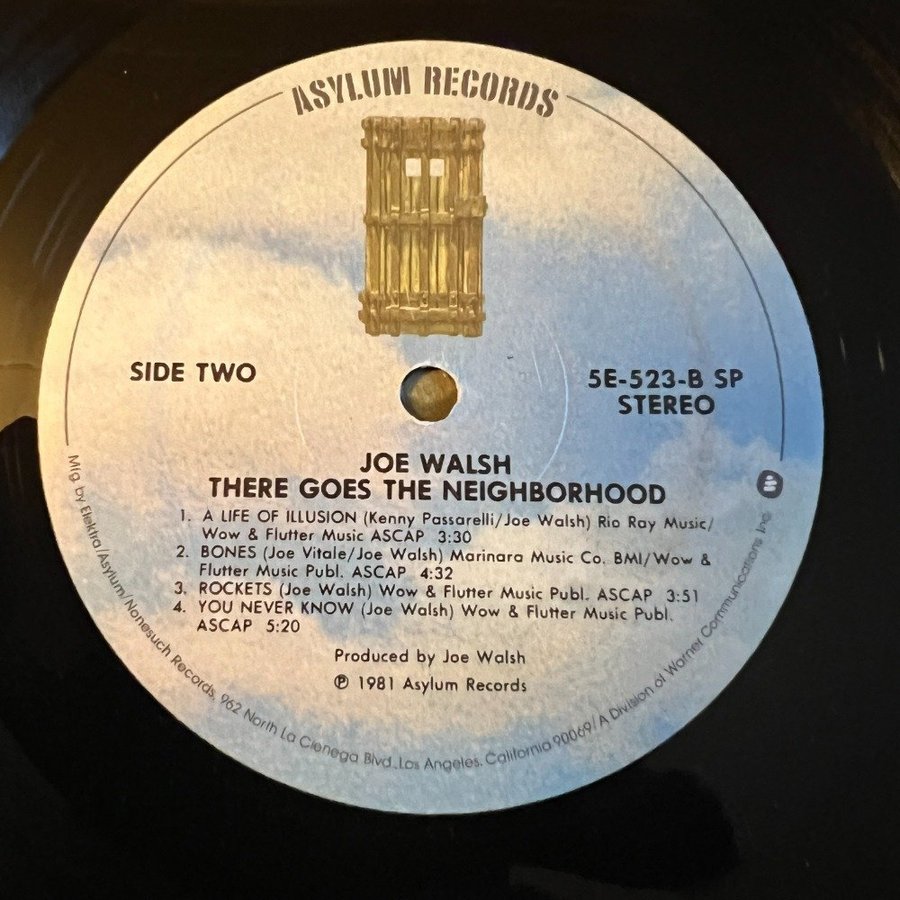 ASYLUM RECORDS
SIDE TWO
5E-523-B SP
STEREO
JOE WALSH
THERE GOES THE NEIGHBORHOOD
1. A LIFE OF ILLUSION (Kenny Passarelli/Joe Walsh) Rio Ray Music/
Wow & Flutter Music ASCAP 3:30
2. BONES (Joe Vitale/Joe Walsh) Marinara Music Co. BMI/Wow &
Flutter Music Publ. ASCAP 4:32
3. ROCKETS (Joe Walsh) Wow & Flutter Music Publ. ASCAP 3:51
4. YOU NEVER KNOW (Joe Walsh) Wow & Flutter Music Publ.
ASCAP 5:20
Produced by Joe Walsh
℗ 1981 Asylum Records
Mfg. by Elektra/Asylum/Nonesuch Records, 962 North La Cienega Blvd., Los Angeles, California 90069/A Division of Warner Communications Inc.